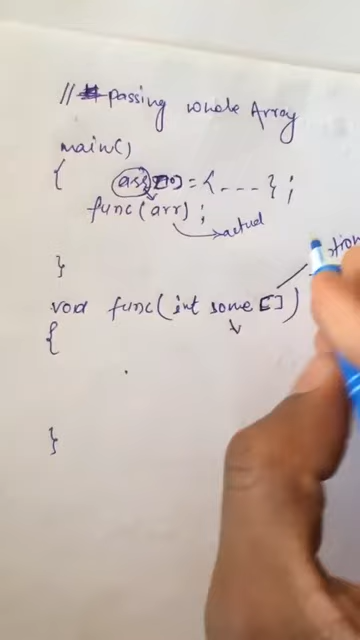 // passing whole Array
main()
{ arr[] = { - - - } ;
func(arr) ;
actual
}
void func(int some [])
{
}